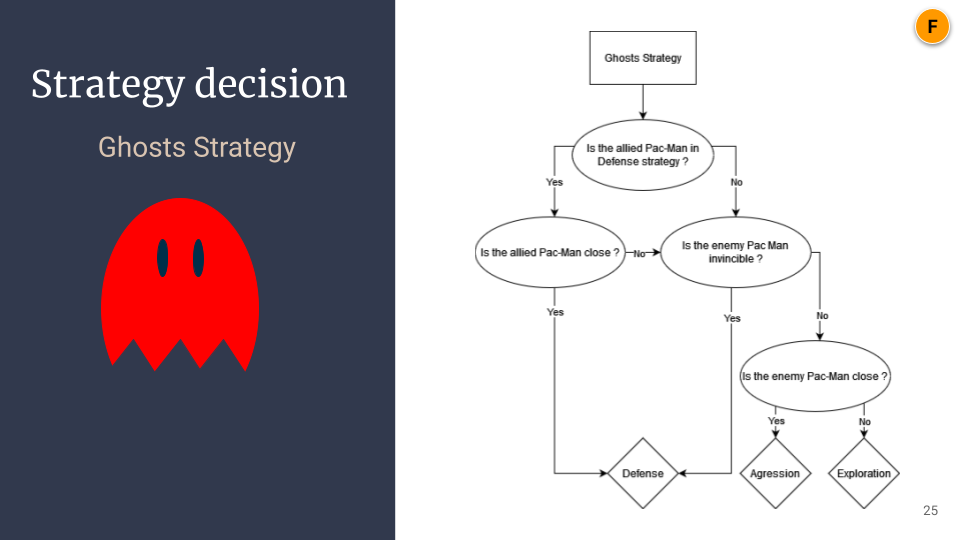 Strategy decision
Ghosts Strategy
F
Ghosts Strategy
Is the allied Pac-Man in
Defense strategy ?
Yes
No
Is the allied Pac-Man close ?
No
Is the enemy Pac Man
invincible ?
Yes
Yes
No
Is the enemy Pac-Man close ?
Yes
No
Defense
Agression
Exploration
25